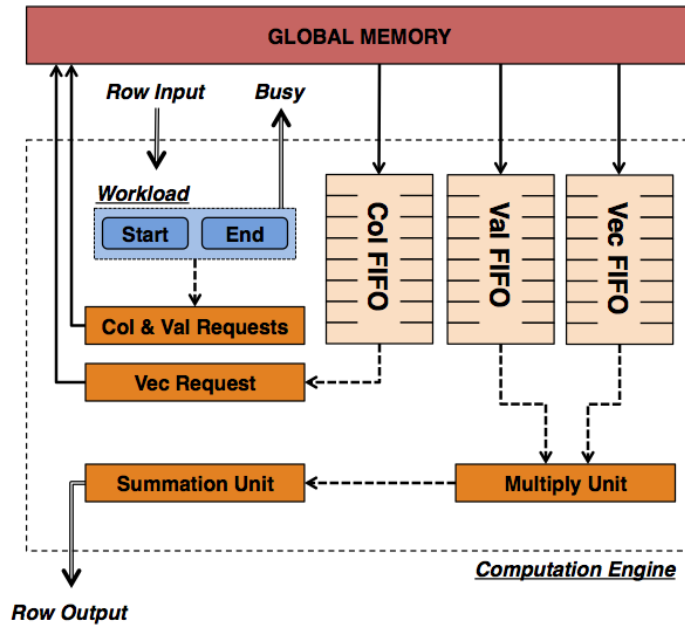 GLOBAL MEMORY
Row Input
Busy
Workload
Start
End
Col FIFO
Val FIFO
Vec FIFO
Col & Val Requests
Vec Request
Summation Unit
Multiply Unit
Computation Engine
Row Output